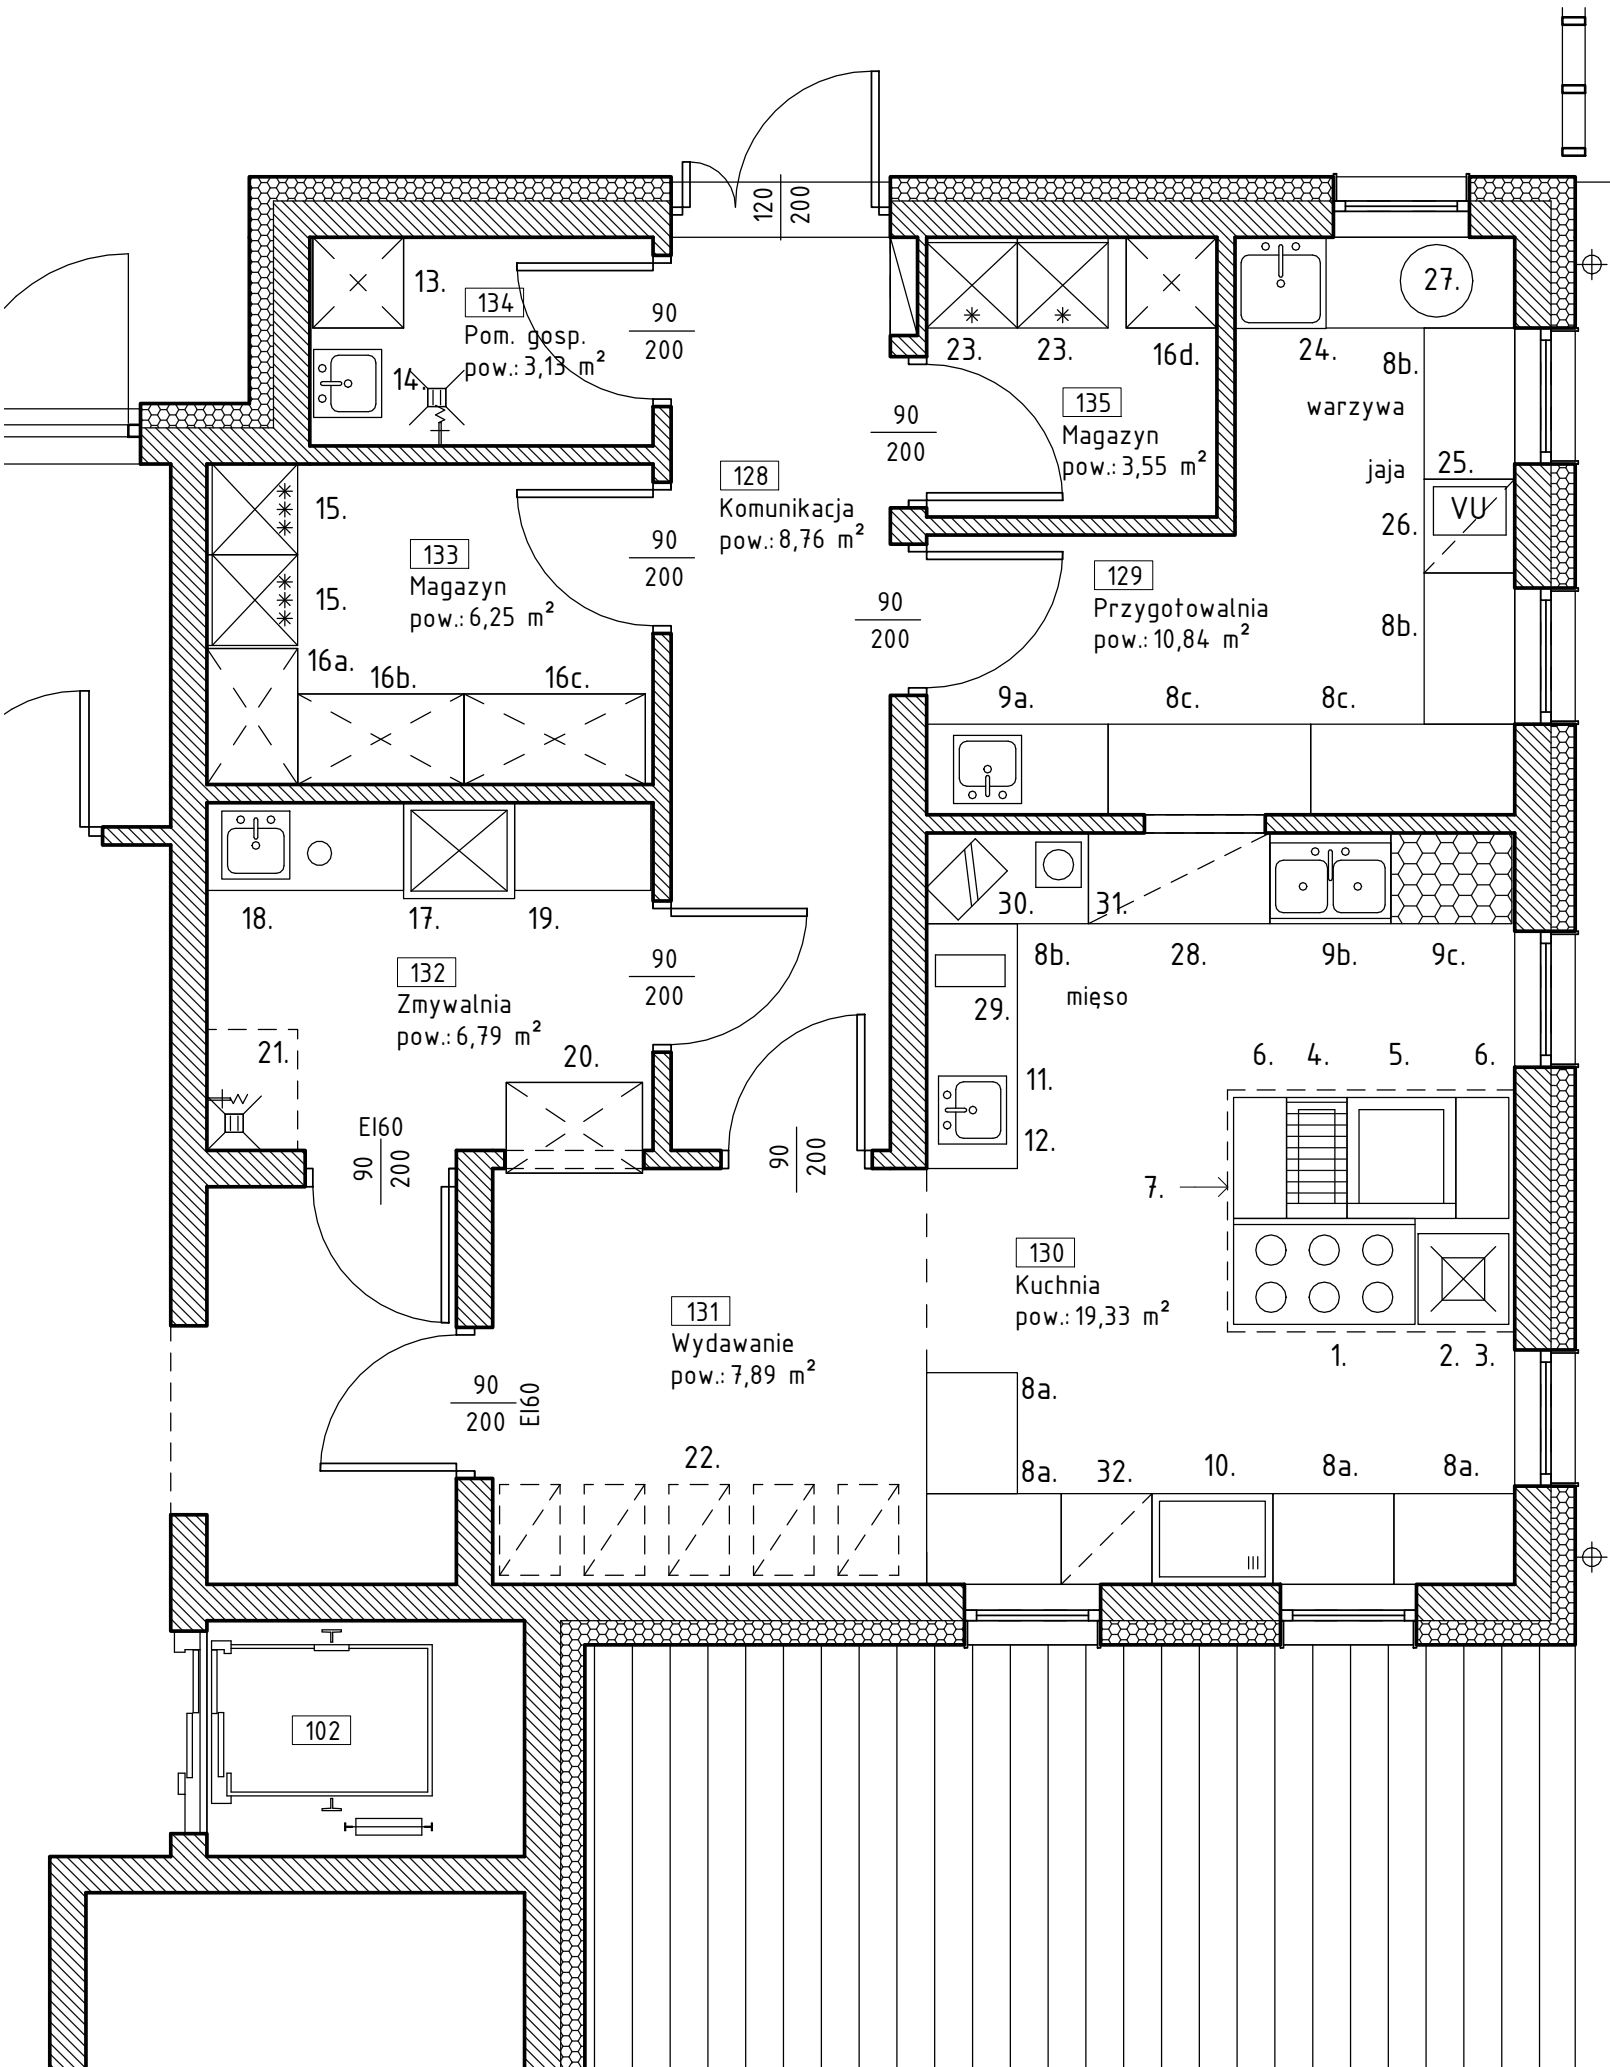 120
200
13.
134
Pom. gosp.
pow.: 3,13 m²
14.
90
200
23.
23.
16d.
24.
27.
8b.
warzywa
135
Magazyn
pow.: 3,55 m²
90
200
jaja
25.
VU
26.
128
Komunikacja
pow.: 8,76 m²
15.
15.
133
Magazyn
pow.: 6,25 m²
90
200
16a.
16b.
16c.
90
200
129
Przygotowalnia
pow.: 10,84 m²
8b.
9a.
8c.
8c.
18.
17.
19.
30.
31.
132
Zmywalnia
pow.: 6,79 m²
90
200
8b.
28.
9b.
9c.
mięso
29.
21.
20.
11.
12.
6.
4.
5.
6.
EI60
90
200
90
200
7.
130
Kuchnia
pow.: 19,33 m²
131
Wydawanie
pow.: 7,89 m²
1.
2.
3.
90
200
EI60
8a.
22.
8a.
32.
10.
8a.
8a.
102